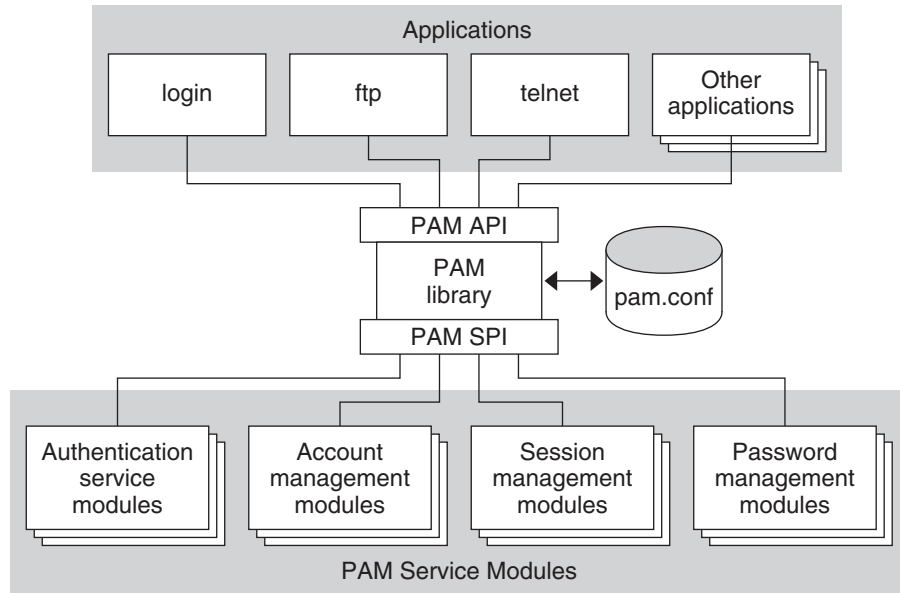 Applications
login
ftp
telnet
Other
applications
PAM API
PAM
library
pam.conf
PAM SPI
Authentication
service
modules
Account
management
modules
Session
management
modules
Password
management
modules
PAM Service Modules